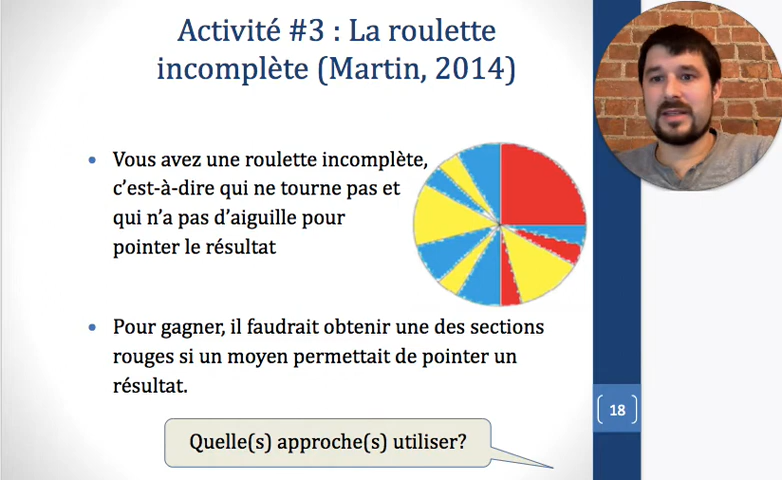 Activité #3 : La roulette
incomplète (Martin, 2014)
• Vous avez une roulette incomplète,
c’est-à-dire qui ne tourne pas et
qui n’a pas d’aiguille pour
pointer le résultat
• Pour gagner, il faudrait obtenir une des sections
rouges si un moyen permettait de pointer un
résultat.
18
Quelle(s) approche(s) utiliser?